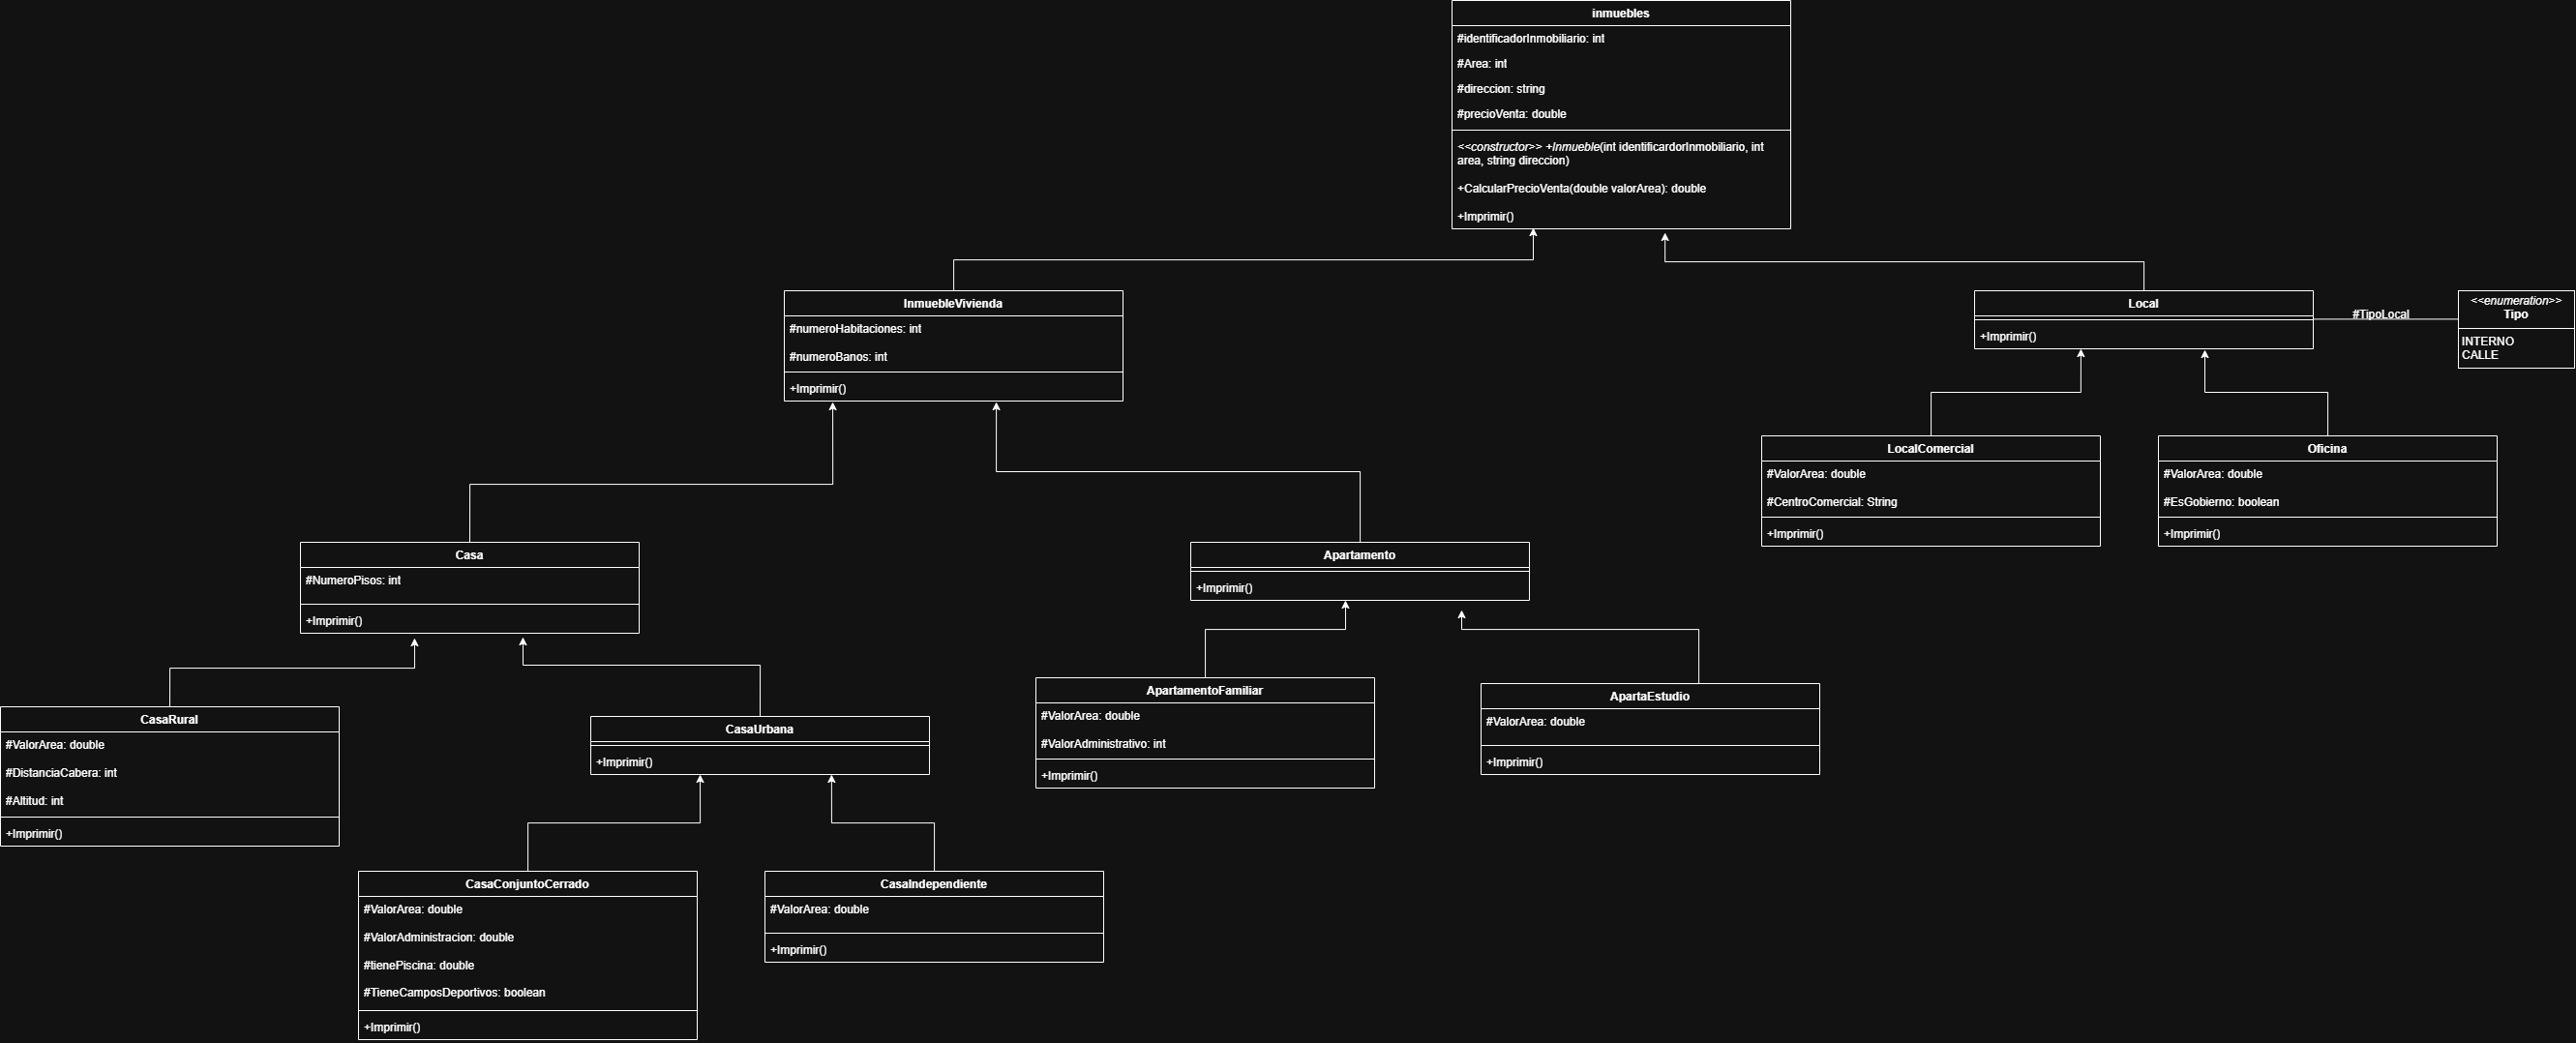 inmuebles
#identificadorInmobiliario: int
#Area: int
#direccion: string
#precioVenta: double
<<constructor>> +Inmueble(int identificardorInmobiliario, int
area, string direccion)
+CalcularPrecioVenta(double valorArea): double
+Imprimir()
InmuebleVivienda
#numeroHabitaciones: int
#numeroBanos: int
+Imprimir()
Local
+Imprimir()
#TipoLocal
<<enumeration>>
Tipo
INTERNO
CALLE
LocalComercial
#ValorArea: double
#CentroComercial: String
+Imprimir()
Oficina
#ValorArea: double
#EsGobierno: boolean
+Imprimir()
Casa
#NumeroPisos: int
+Imprimir()
Apartamento
+Imprimir()
CasaRural
#ValorArea: double
#DistanciaCabera: int
#Altitud: int
+Imprimir()
CasaUrbana
+Imprimir()
ApartamentoFamiliar
#ValorArea: double
#ValorAdministrativo: int
+Imprimir()
ApartaEstudio
#ValorArea: double
+Imprimir()
CasaConjuntoCerrado
#ValorArea: double
#ValorAdministracion: double
#tienePiscina: double
#TieneCamposDeportivos: boolean
+Imprimir()
CasaIndependiente
#ValorArea: double
+Imprimir()